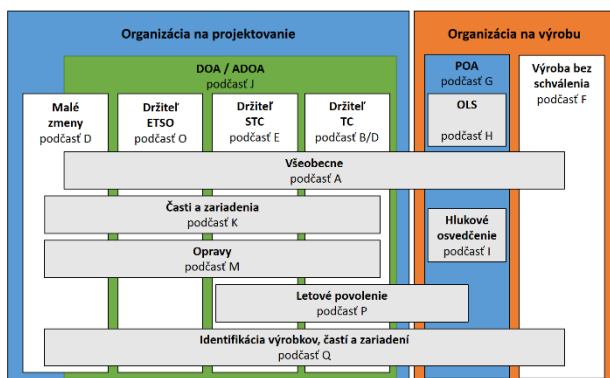 Organizácia na projektovanie
Organizácia na výrobu
DOA / ADOA
podčasť J
POA
podčasť G
Výroba bez
schválenia
podčasť F
Malé
zmeny
podčasť D
Držiteľ
ETSO
podčasť O
Držiteľ
STC
podčasť E
Držiteľ
TC
podčasť B/D
OLS
podčasť H
Všeobecne
podčasť A
Časti a zariadenia
podčasť K
Hlukové
osvedčenie
podčasť I
Opravy
podčasť M
Letové povolenie
podčasť P
Identifikácia výrobkov, častí a zariadení
podčasť Q